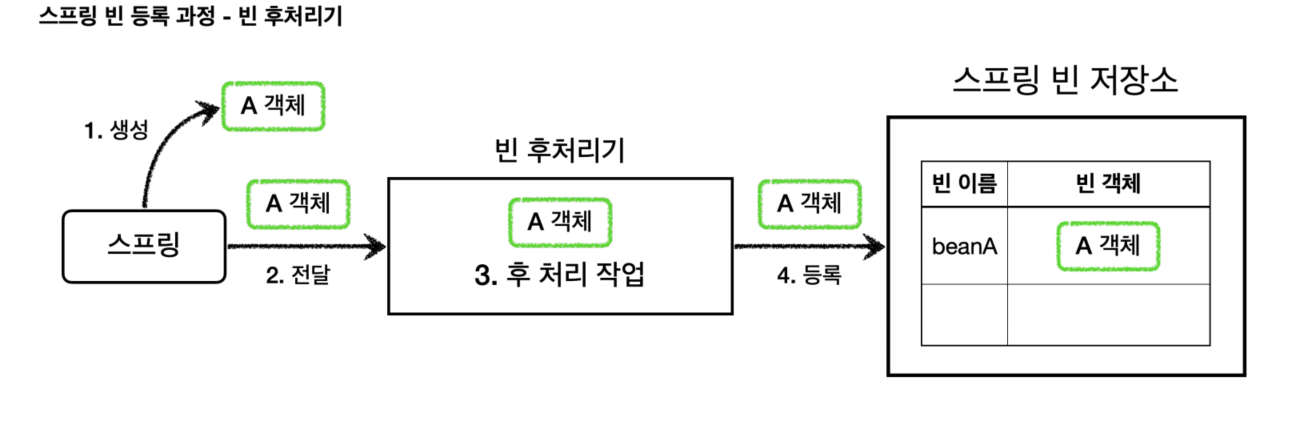 스프링 빈 등록 과정 - 빈 후처리기
스프링 빈 저장소
A 객체
1. 생성
빈 후처리기
빈 이름 빈 객체
A 객체
A 객체
A 객체
스프링
beanA A 객체
2. 전달
3. 후 처리 작업
4. 등록